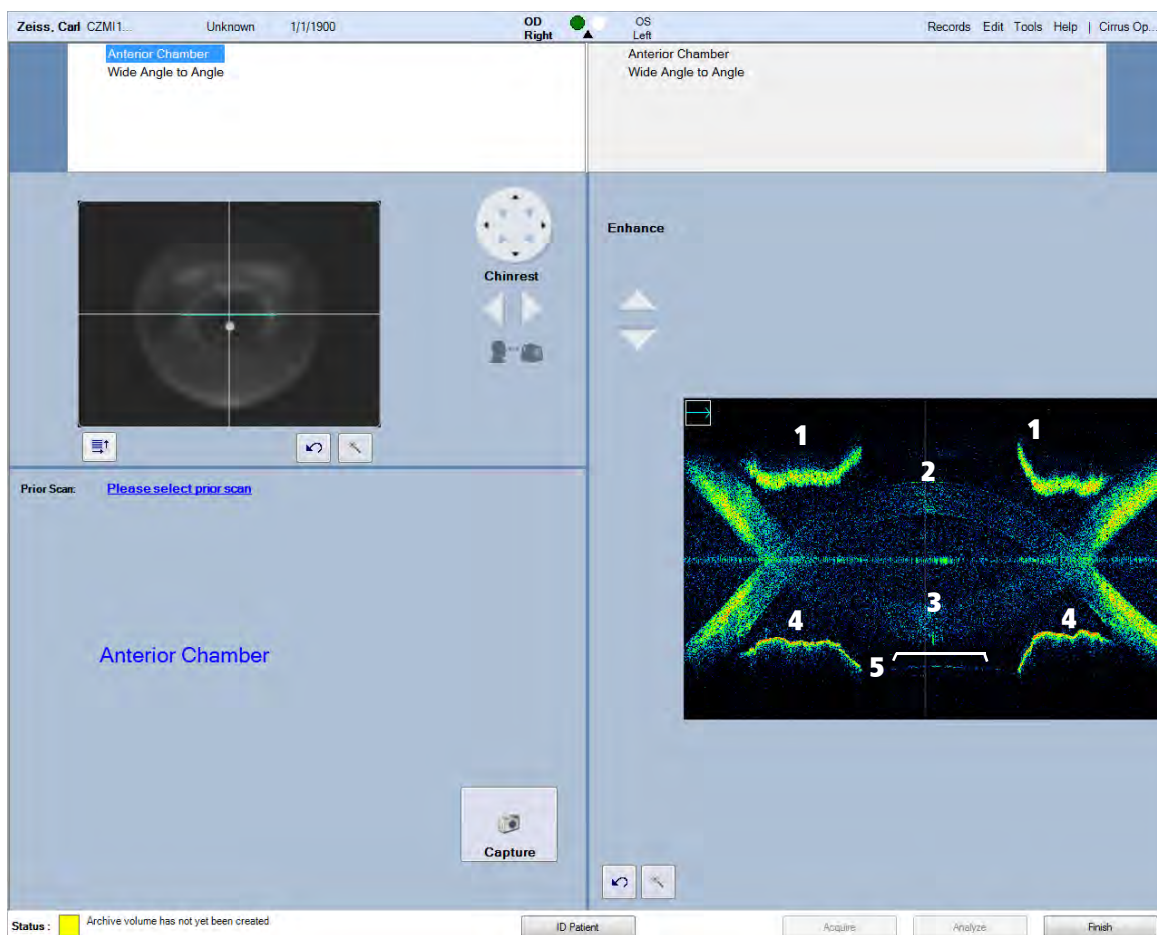 Zeiss, Carl CZMI1... Unknown 1/1/1900 OD Right OS Left Records Edit Tools Help | Cirrus Op...
Anterior Chamber
Wide Angle to Angle
Anterior Chamber
Wide Angle to Angle
Chinrest
Enhance
Prior Scan: Please select prior scan
Anterior Chamber
Capture
1
1
2
3
4
4
5
Status : Archive volume has not yet been created ID Patient Acquire Analyze Finish